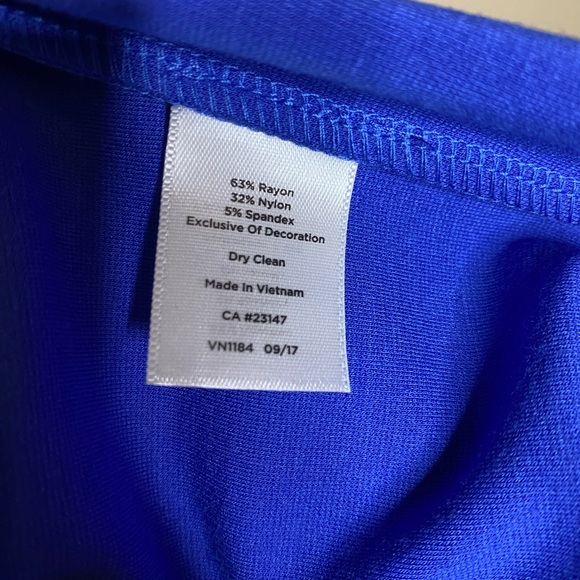 63% Rayon
32% Nylon
5% Spandex
Exclusive Of Decoration
Dry Clean
Made In Vietnam
CA #23147
VN1184 09/17